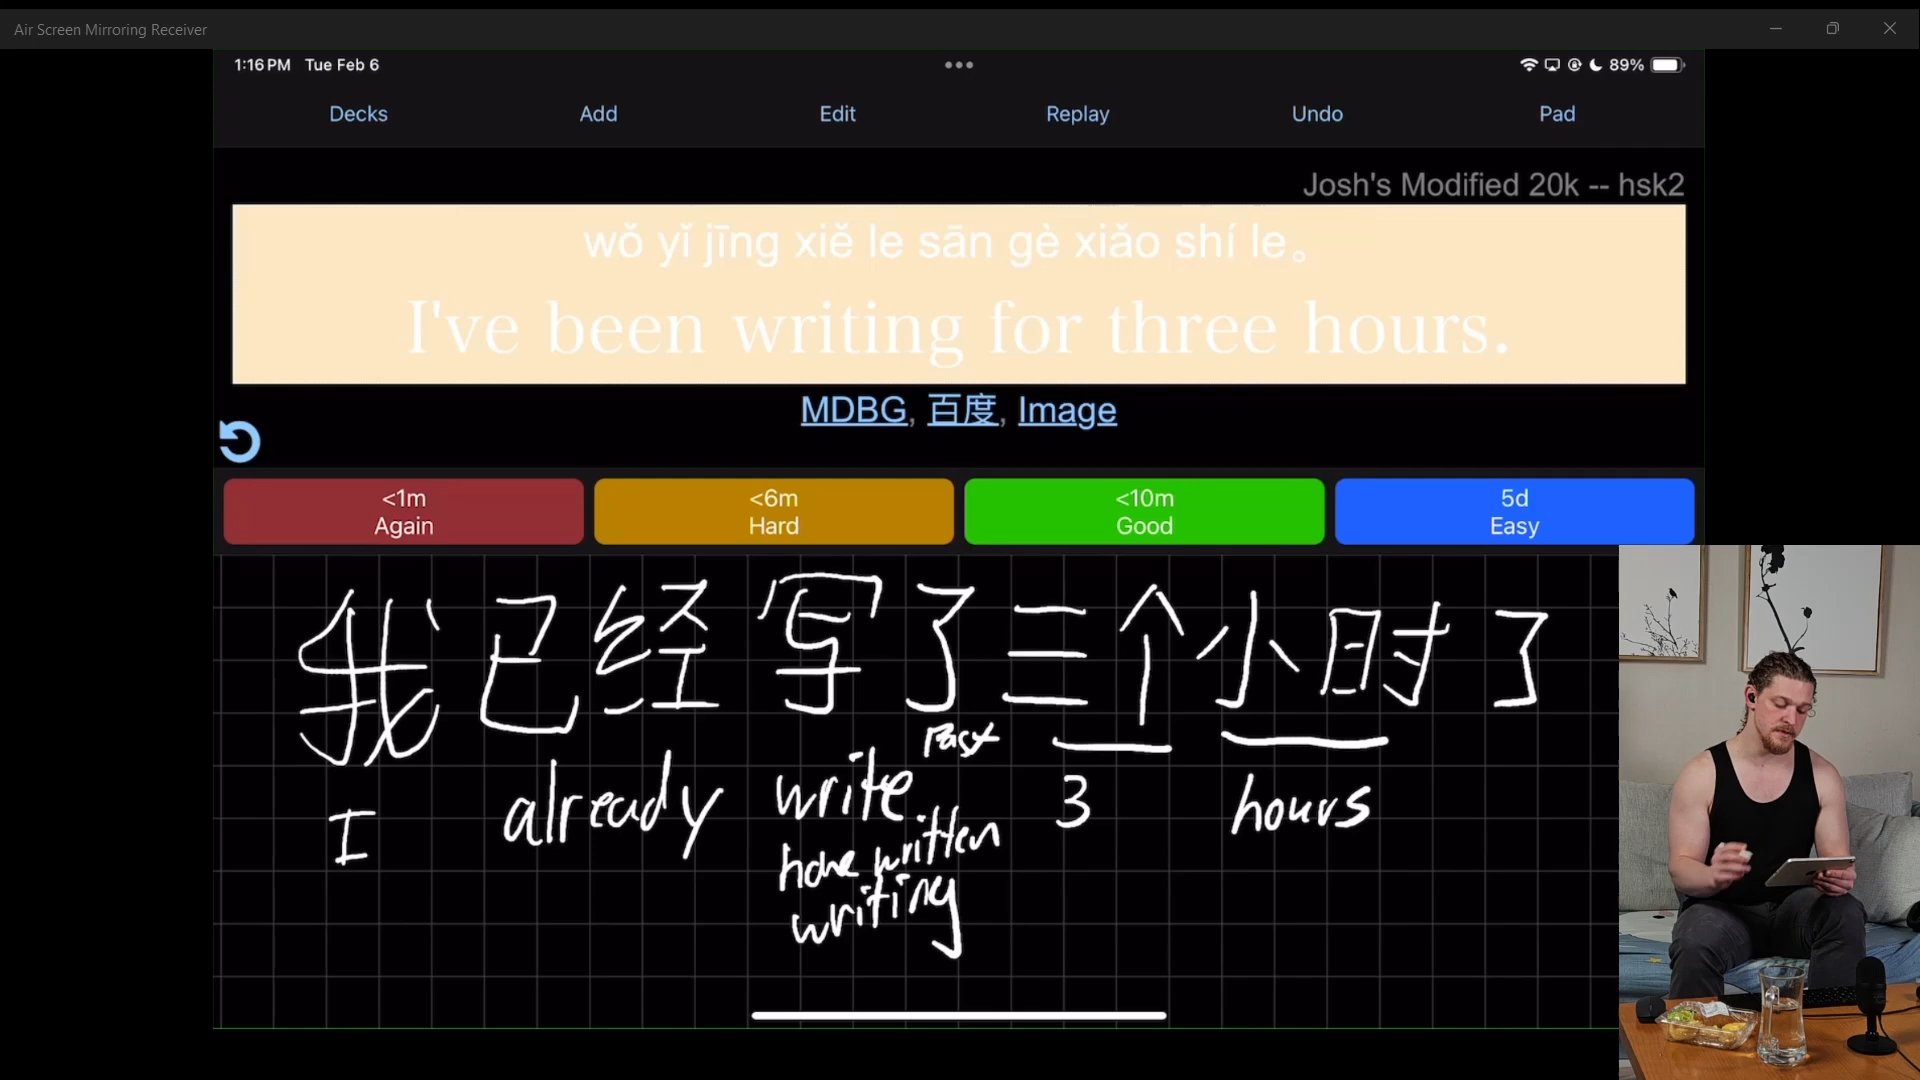 Air Screen Mirroring Receiver
1:16 PM Tue Feb 6
89%
Decks Add Edit Replay Undo Pad
Josh's Modified 20k -- hsk2
wǒ yǐ jīng xiě le sān gè xiǎo shí le。
I've been writing for three hours.
MDBG, 百度, Image
<1m <6m <10m 5d
Again Hard Good Easy
我已经写了三个小时了
Past
I already write 3 hours
have written
writing